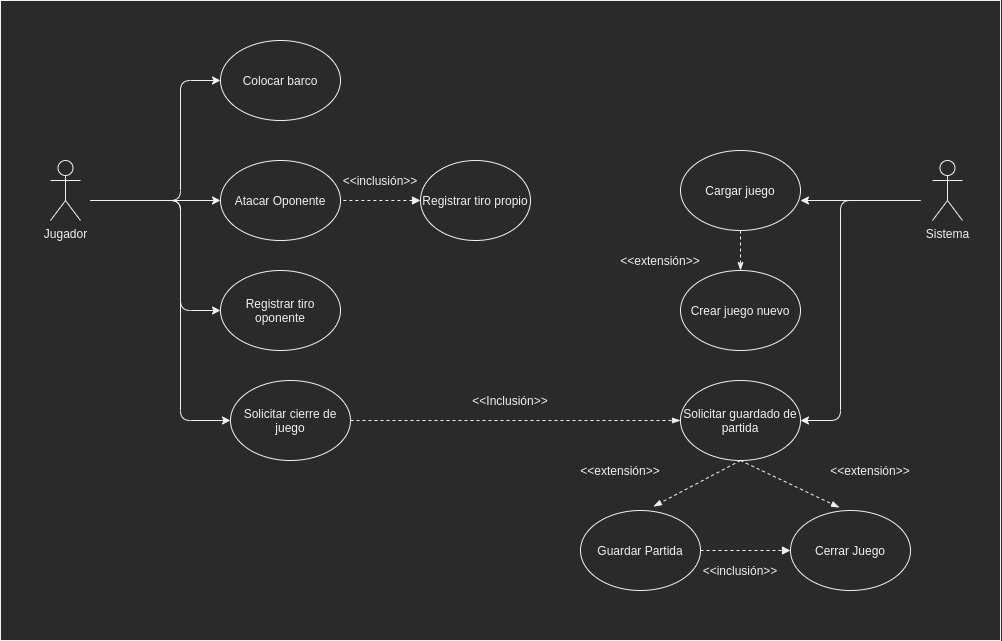 Colocar barco
Jugador
Atacar Oponente
<<inclusión>>
Registrar tiro propio
Cargar juego
Sistema
<<extensión>>
Crear juego nuevo
Registrar tiro
oponente
Solicitar cierre de
juego
<<Inclusión>>
Solicitar guardado de
partida
<<extensión>>
<<extensión>>
Guardar Partida
<<inclusión>>
Cerrar Juego